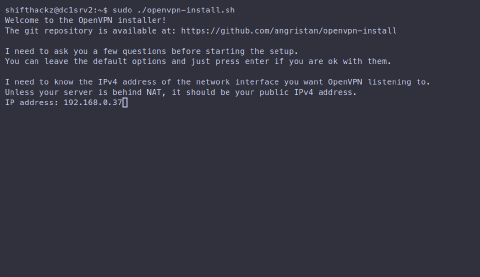 shifthackz@dc1srv2:~$ sudo ./openvpn-install.sh
Welcome to the OpenVPN installer!
The git repository is available at: https://github.com/angristan/openvpn-install
I need to ask you a few questions before starting the setup.
You can leave the default options and just press enter if you are ok with them.
I need to know the IPv4 address of the network interface you want OpenVPN listening to.
Unless your server is behind NAT, it should be your public IPv4 address.
IP address: 192.168.0.37